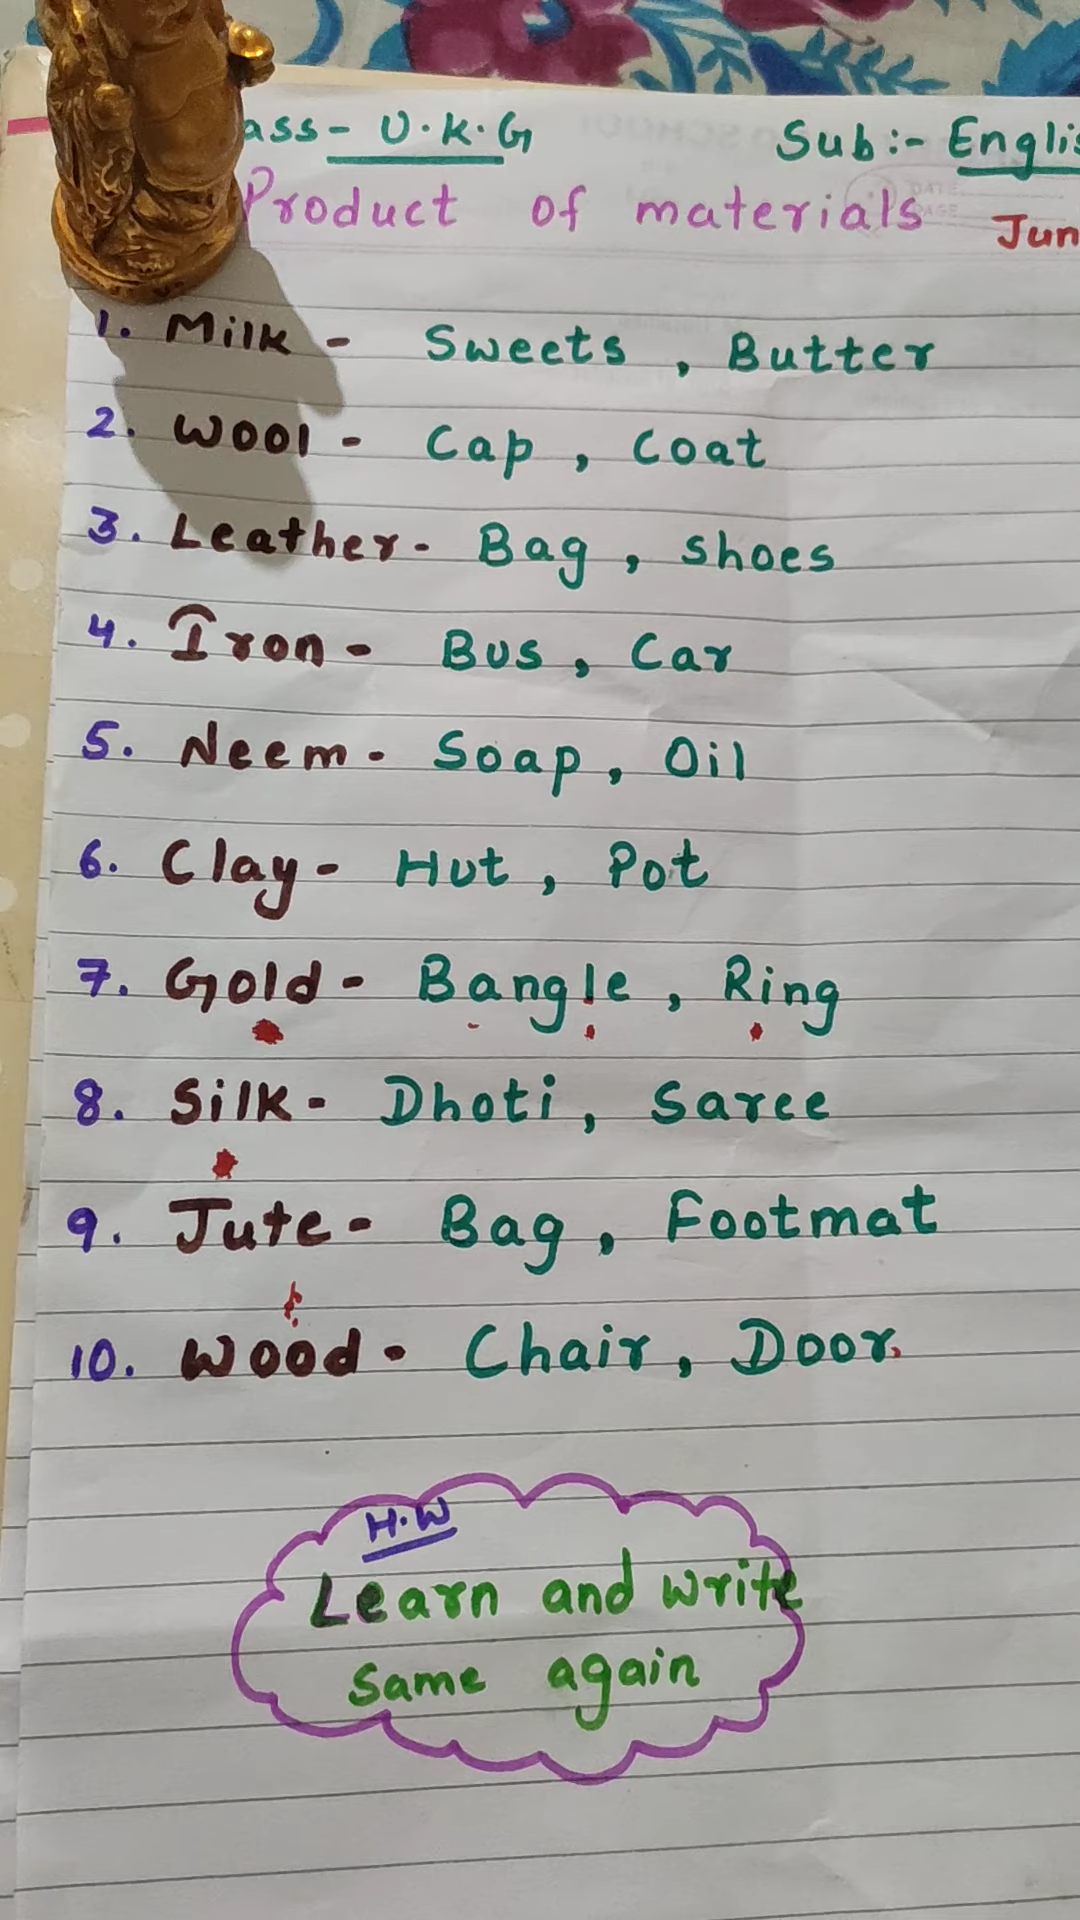 ass - U.K.G Sub:- Englis
Product of materials Jun
1. Milk - Sweets, Butter
2. Wool - Cap, Coat
3. Leather - Bag, shoes
4. Iron - Bus, Car
5. Neem - Soap, Oil
6. Clay - Hut, Pot
7. Gold - Bangle, Ring
8. Silk - Dhoti, Saree
9. Jute - Bag, Footmat
10. Wood - Chair, Door.
H.W
Learn and write
same again